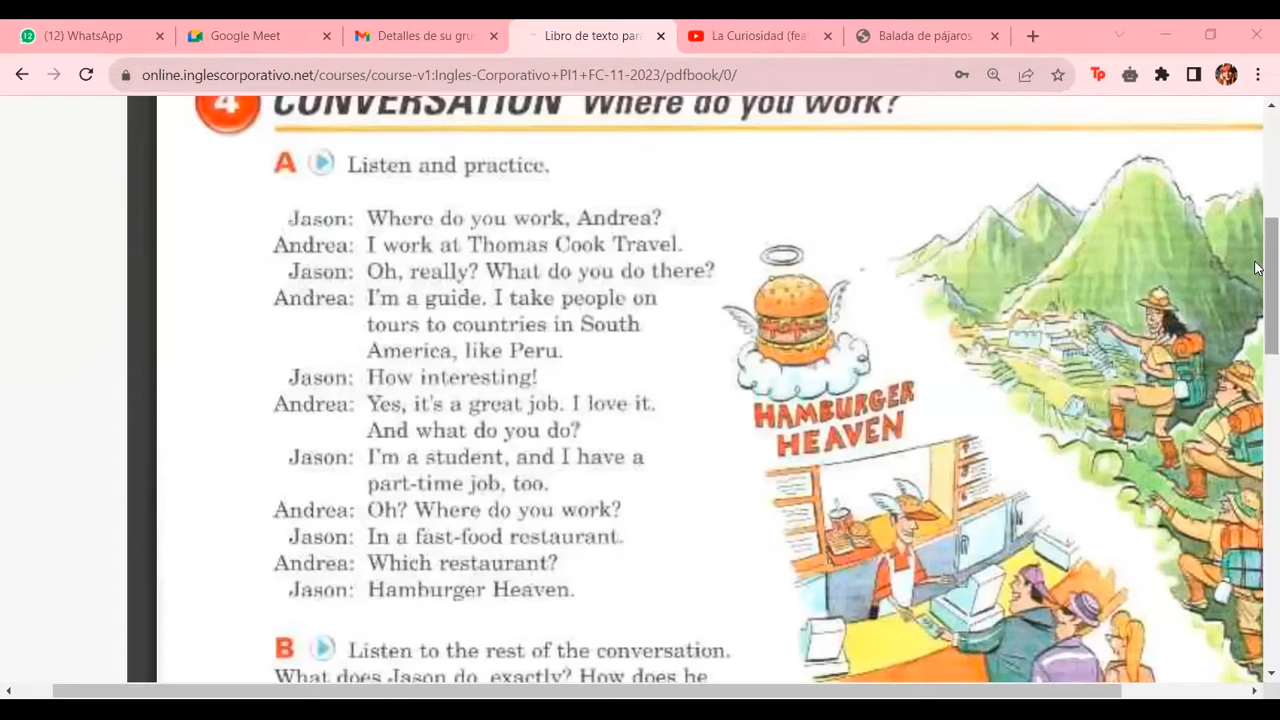 (12) WhatsApp
Google Meet
Detalles de su gru
Libro de texto para
La Curiosidad (fea
Balada de pájaros
online.inglescorporativo.net/courses/course-v1:Ingles-Corporativo+PI1+FC-11-2023/pdfbook/0/
4 CONVERSATION Where do you work?
A Listen and practice.
Jason: Where do you work, Andrea?
Andrea: I work at Thomas Cook Travel.
Jason: Oh, really? What do you do there?
Andrea: I'm a guide. I take people on
tours to countries in South
America, like Peru.
Jason: How interesting!
Andrea: Yes, it's a great job. I love it.
And what do you do?
Jason: I'm a student, and I have a
part-time job, too.
Andrea: Oh? Where do you work?
Jason: In a fast-food restaurant.
Andrea: Which restaurant?
Jason: Hamburger Heaven.
B Listen to the rest of the conversation.
What does Jason do, exactly? How does he
HAMBURGER
HEAVEN